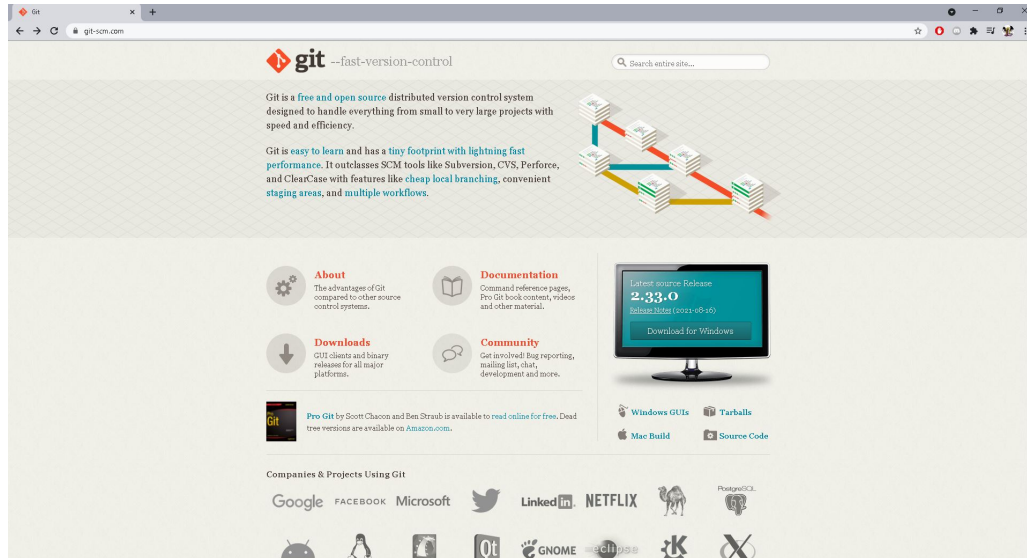 Git
git-scm.com
git --fast-version-control
Search entire site...
Git is a free and open source distributed version control system
designed to handle everything from small to very large projects with
speed and efficiency.
Git is easy to learn and has a tiny footprint with lightning fast
performance. It outclasses SCM tools like Subversion, CVS, Perforce,
and ClearCase with features like cheap local branching, convenient
staging areas, and multiple workflows.
About
The advantages of Git
compared to other source
control systems.
Documentation
Command reference pages,
Pro Git book content, videos
and other material.
Downloads
GUI clients and binary
releases for all major
platforms.
Community
Get involved! Bug reporting,
mailing list, chat,
development and more.
Latest source Release
2.33.0
Release Notes (2021-08-16)
Download for Windows
Windows GUIs
Tarballs
Mac Build
Source Code
Git
Pro Git by Scott Chacon and Ben Straub is available to read online for free. Dead
tree versions are available on Amazon.com.
Companies & Projects Using Git
Google FACEBOOK Microsoft Linked in. NETFLIX PostgreSQL
Qt GNOME eclipse K X